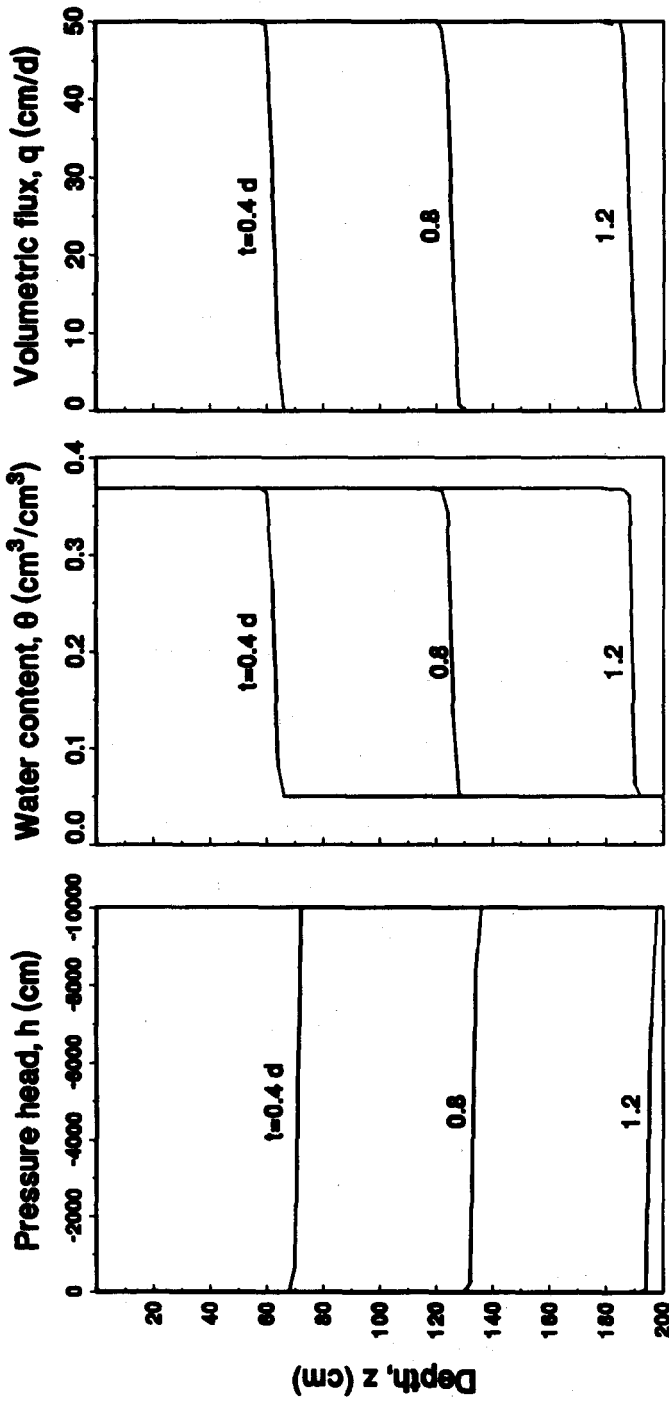 Pressure head, h (cm)
0 -2000 -4000 -6000 -8000 -10000
Depth, z (cm)
20
40
60
80
100
120
140
160
180
200
t=0.4 d
0.8
1.2
Water content, θ (cm³/cm³)
0.0 0.1 0.2 0.3 0.4
t=0.4 d
0.8
1.2
Volumetric flux, q (cm/d)
0 10 20 30 40 50
t=0.4 d
0.8
1.2